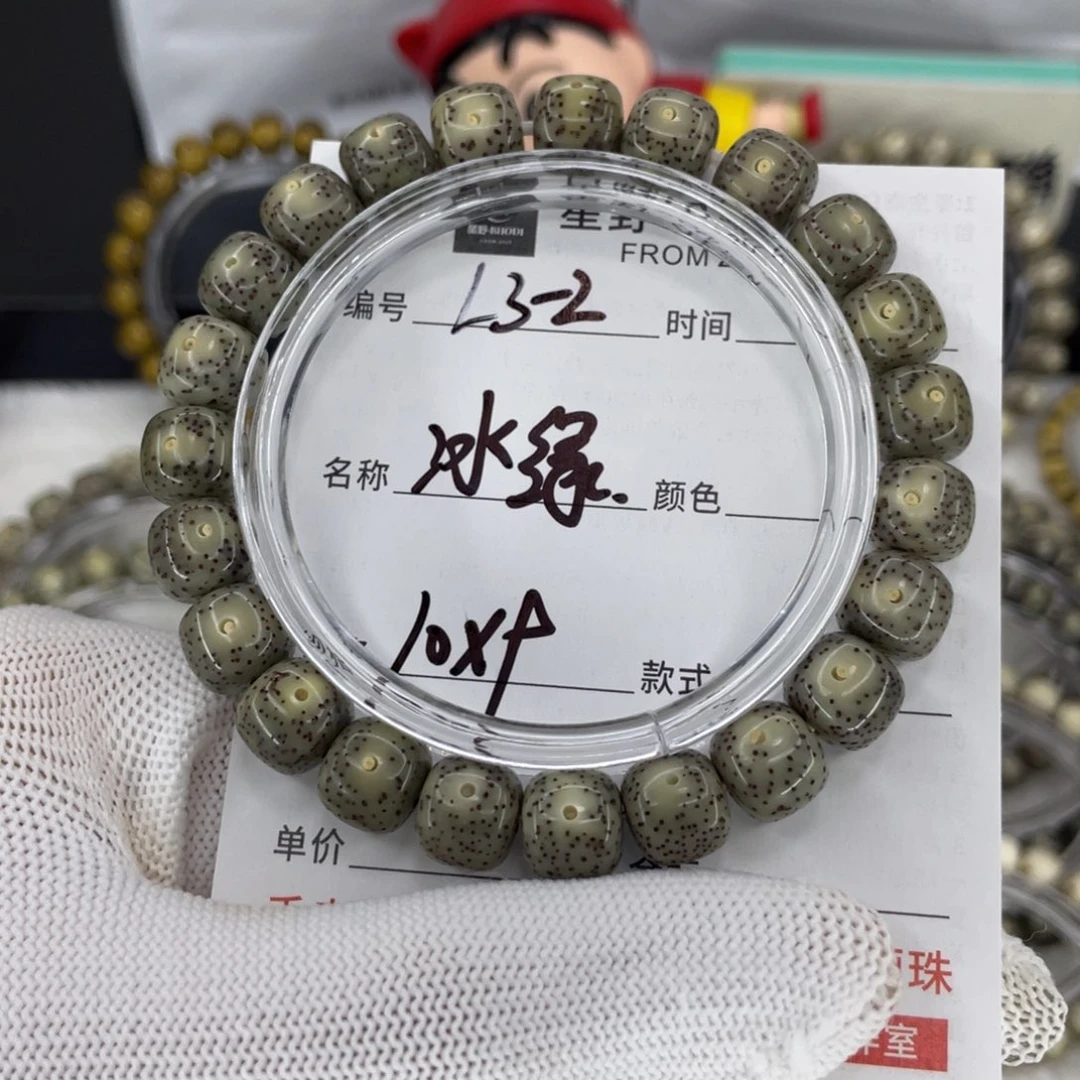 星野
FROM
编号 L3-2 时间
名称 冰缘. 颜色
10X9 款式
单价
珠
室